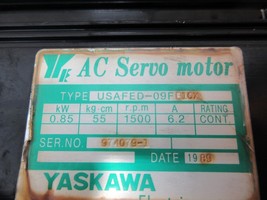 AC Servo motor
TYPE USAFED-09F
kW kg·cm r.p.m A RATING
0.85 55 1500 6.2 CONT.
SER.NO
DATE 19
YASKAWA